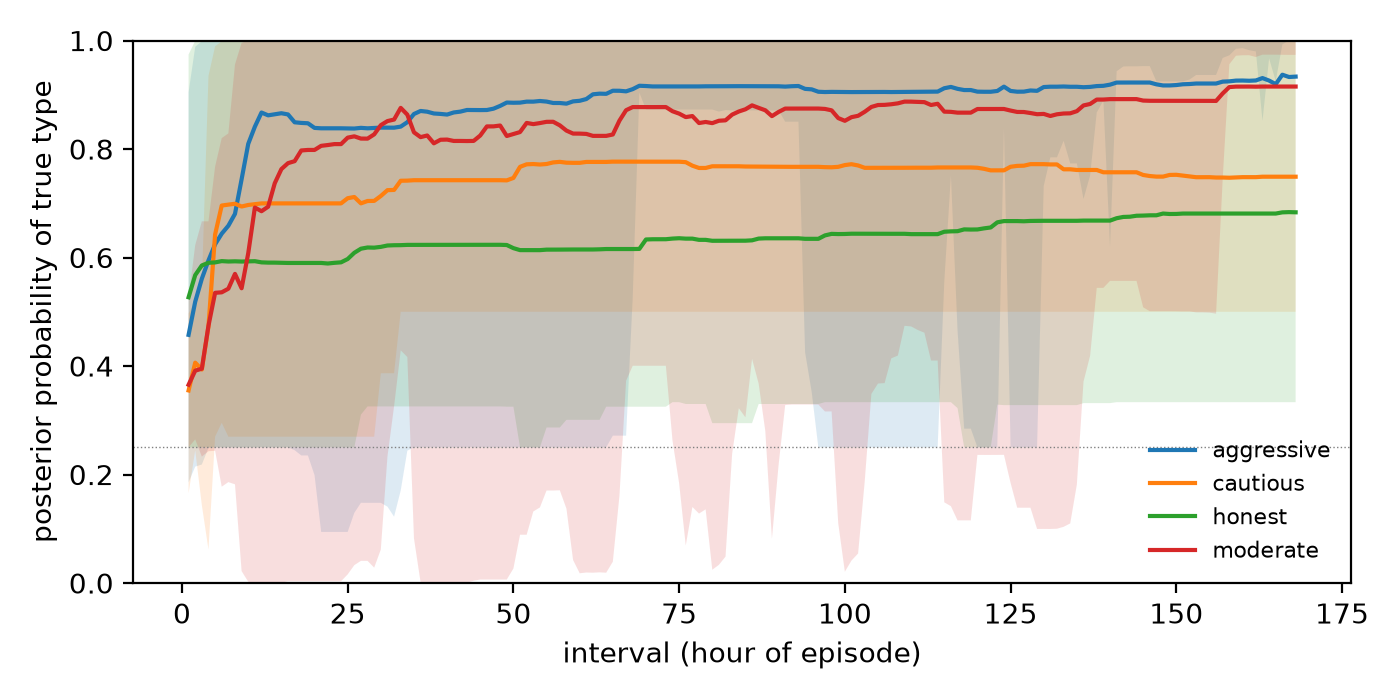 posterior probability of true type
1.0
0.8
0.6
0.4
0.2
0.0
aggressive
cautious
honest
moderate
0 25 50 75 100 125 150 175
interval (hour of episode)